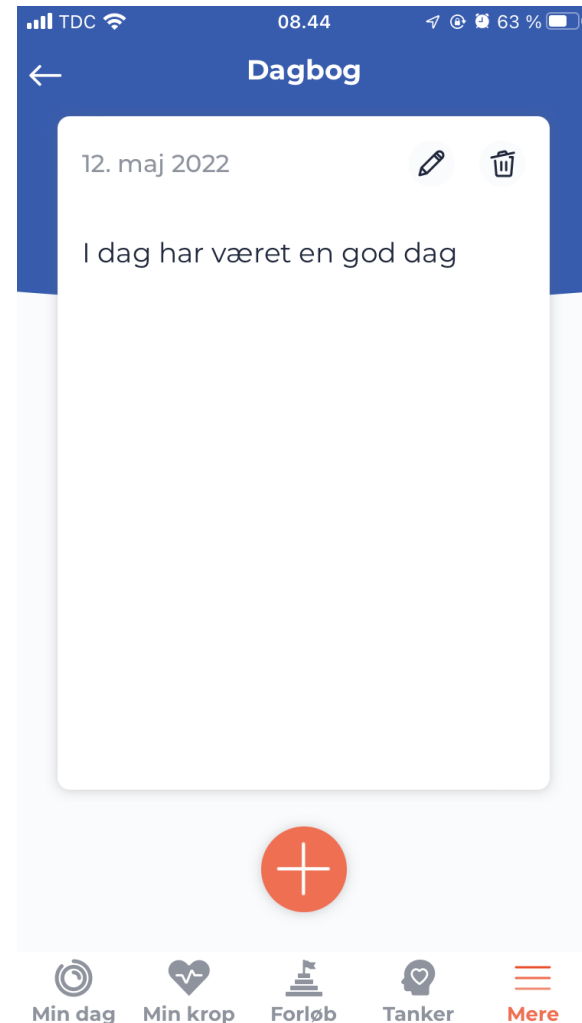 TDC 08.44 63 %
Dagbog
12. maj 2022
I dag har været en god dag
Min dag Min krop Forløb Tanker Mere